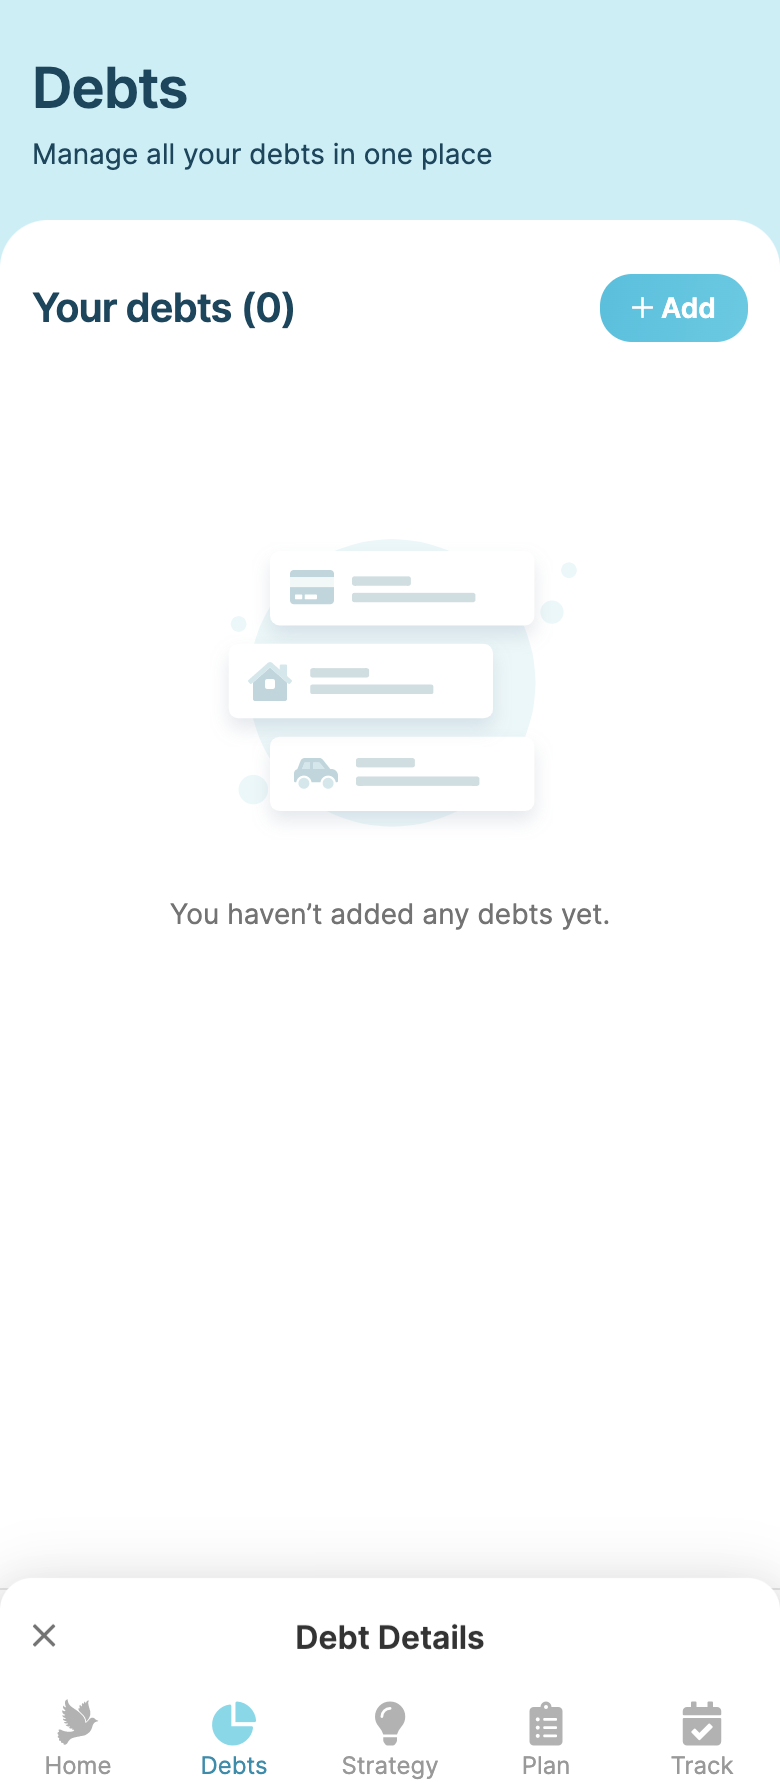 Debts
Manage all your debts in one place
Your debts (0)
+ Add
You haven’t added any debts yet.
Debt Details
Home
Debts
Strategy
Plan
Track